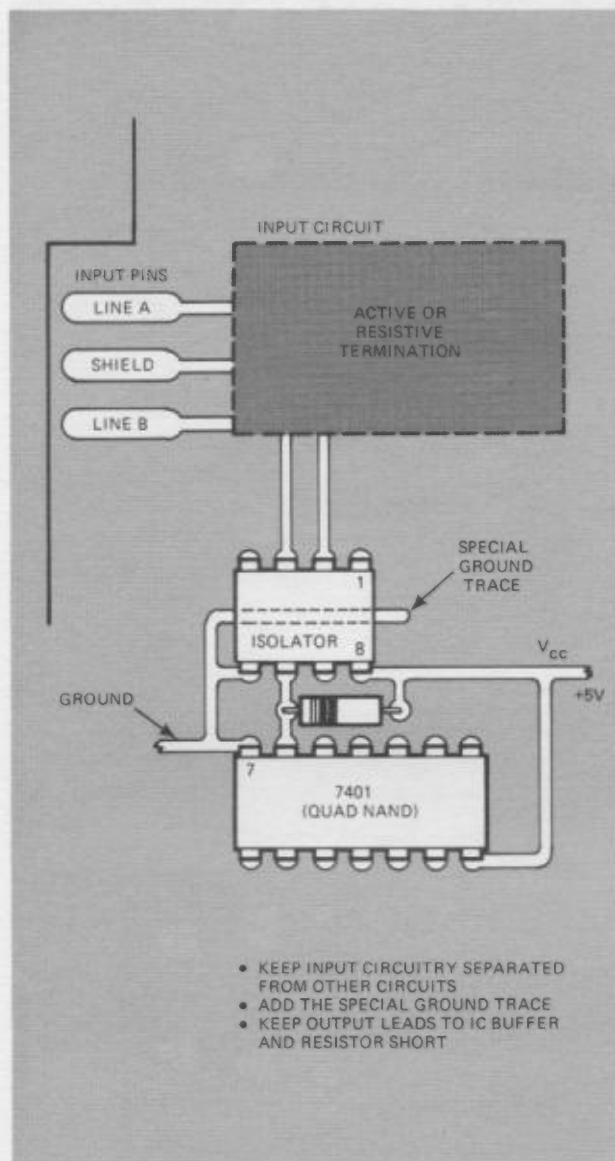 INPUT CIRCUIT
INPUT PINS
LINE A
SHIELD
LINE B
ACTIVE OR
RESISTIVE
TERMINATION
SPECIAL
GROUND
TRACE
1
ISOLATOR
8
Vcc
+5V
GROUND
7
7401
(QUAD NAND)
• KEEP INPUT CIRCUITRY SEPARATED
FROM OTHER CIRCUITS
• ADD THE SPECIAL GROUND TRACE
• KEEP OUTPUT LEADS TO IC BUFFER
AND RESISTOR SHORT